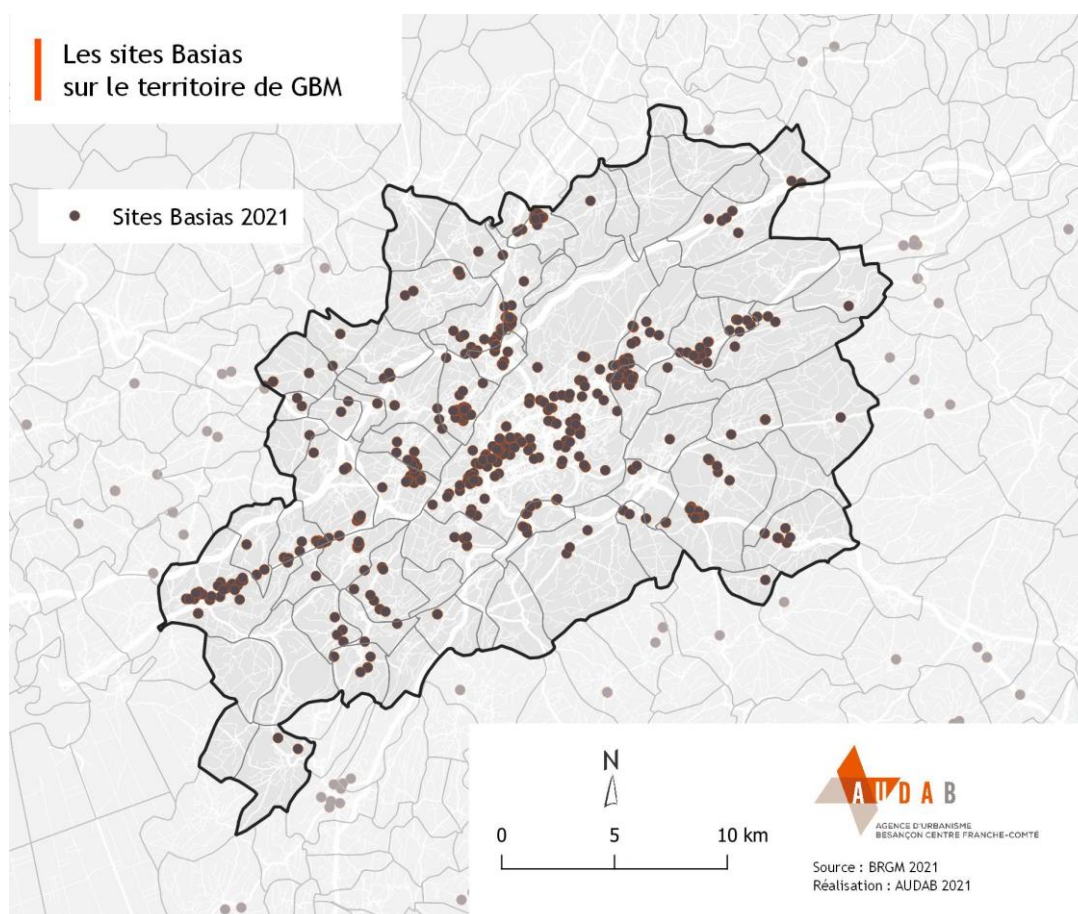 Les sites Basias
sur le territoire de GBM
Sites Basias 2021
N
0 5 10 km
AUDAB
AGENCE D'URBANISME
BESANÇON CENTRE FRANCHE-COMTÉ
Source : BRGM 2021
Réalisation : AUDAB 2021